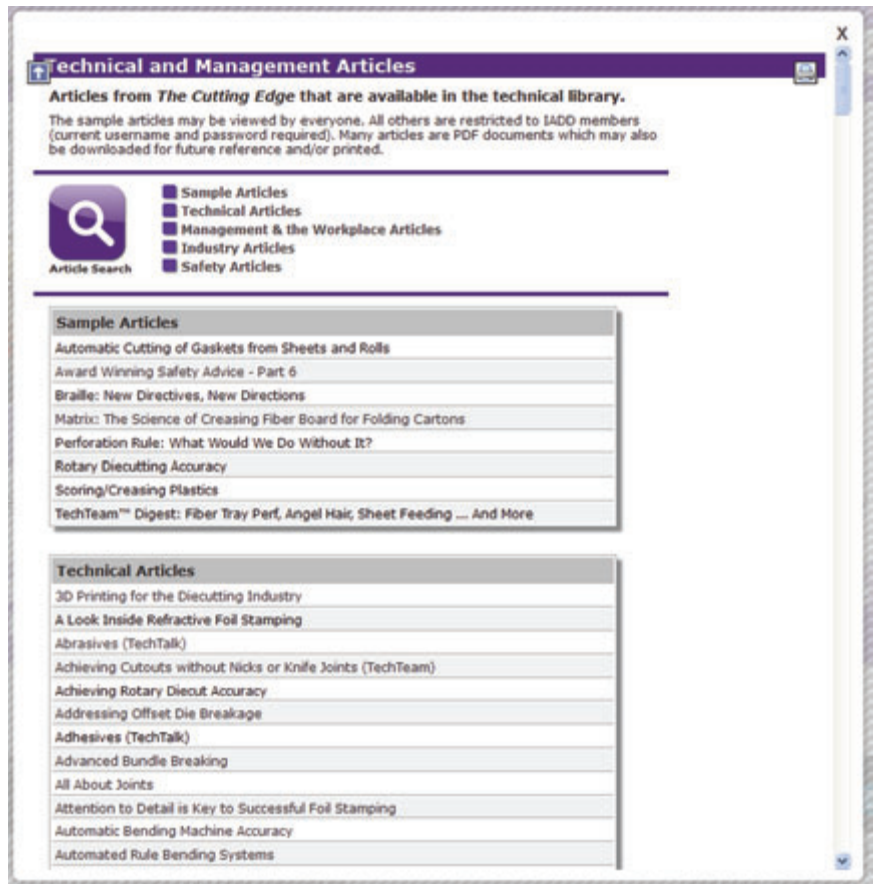 X
Technical and Management Articles
Articles from The Cutting Edge that are available in the technical library.
The sample articles may be viewed by everyone. All others are restricted to IADD members
(current username and password required). Many articles are PDF documents which may also
be downloaded for future reference and/or printed.
Sample Articles
Technical Articles
Management & the Workplace Articles
Industry Articles
Safety Articles
Article Search
Sample Articles
Automatic Cutting of Gaskets from Sheets and Rolls
Award Winning Safety Advice - Part 6
Braille: New Directives, New Directions
Matrix: The Science of Creasing Fiber Board for Folding Cartons
Perforation Rule: What Would We Do Without It?
Rotary Diecutting Accuracy
Scoring/Creasing Plastics
TechTeam™ Digest: Fiber Tray Perf, Angel Hair, Sheet Feeding ... And More
Technical Articles
3D Printing for the Diecutting Industry
A Look Inside Refractive Foil Stamping
Abrasives (TechTalk)
Achieving Cutouts without Nicks or Knife Joints (TechTeam)
Achieving Rotary Diecut Accuracy
Addressing Offset Die Breakage
Adhesives (TechTalk)
Advanced Bundle Breaking
All About Joints
Attention to Detail is Key to Successful Foil Stamping
Automatic Bending Machine Accuracy
Automated Rule Bending Systems